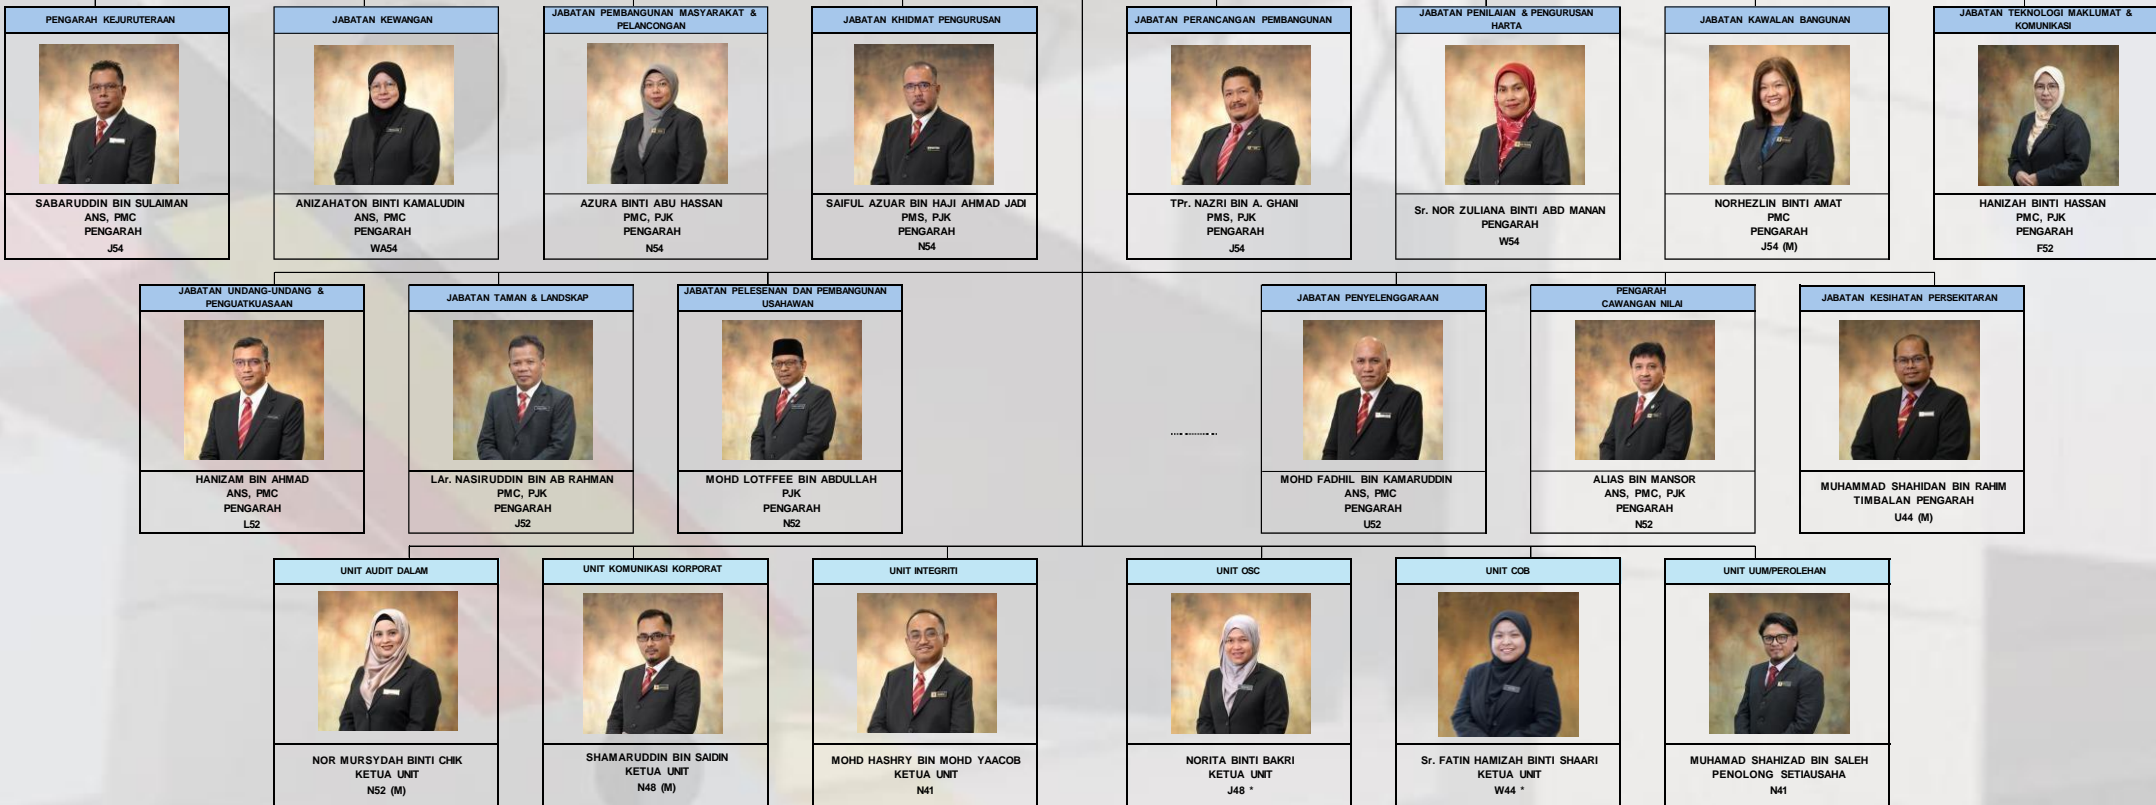 PENGARAH KEJURUTERAAN
SABARUDDIN BIN SULAIMAN
ANS, PMC
PENGARAH
J54
JABATAN KEWANGAN
ANIZAHATON BINTI KAMALUDIN
ANS, PMC
PENGARAH
WA54
JABATAN PEMBANGUNAN MASYARAKAT &
PELANCONGAN
AZURA BINTI ABU HASSAN
PMC, PJK
PENGARAH
N54
JABATAN KHIDMAT PENGURUSAN
SAIFUL AZUAR BIN HAJI AHMAD JADI
PMS, PJK
PENGARAH
N54
JABATAN PERANCANGAN PEMBANGUNAN
TPr. NAZRI BIN A. GHANI
PMS, PJK
PENGARAH
J54
JABATAN PENILAIAN & PENGURUSAN
HARTA
Sr. NOR ZULIANA BINTI ABD MANAN
PENGARAH
W54
JABATAN KAWALAN BANGUNAN
NORHEZLIN BINTI AMAT
PMC
PENGARAH
J54 (M)
JABATAN TEKNOLOGI MAKLUMAT &
KOMUNIKASI
HANIZAH BINTI HASSAN
PMC, PJK
PENGARAH
F52
JABATAN UNDANG-UNDANG &
PENGUATKUASAAN
HANIZAM BIN AHMAD
ANS, PMC
PENGARAH
L52
JABATAN TAMAN & LANDSKAP
LAr. NASIRUDDIN BIN AB RAHMAN
PMC, PJK
PENGARAH
J52
JABATAN PELESENAN DAN PEMBANGUNAN
USAHAWAN
MOHD LOTFFEE BIN ABDULLAH
PJK
PENGARAH
N52
JABATAN PENYELENGGARAAN
MOHD FADHIL BIN KAMARUDDIN
ANS, PMC
PENGARAH
U52
PENGARAH
CAWANGAN NILAI
ALIAS BIN MANSOR
ANS, PMC, PJK
PENGARAH
N52
JABATAN KESIHATAN PERSEKITARAN
MUHAMMAD SHAHIDAN BIN RAHIM
TIMBALAN PENGARAH
U44 (M)
UNIT AUDIT DALAM
NOR MURSYDAH BINTI CHIK
KETUA UNIT
N52 (M)
UNIT KOMUNIKASI KORPORAT
SHAMARUDDIN BIN SAIDIN
KETUA UNIT
N48 (M)
UNIT INTEGRITI
MOHD HASHRY BIN MOHD YAACOB
KETUA UNIT
N41
UNIT OSC
NORITA BINTI BAKRI
KETUA UNIT
J48 *
UNIT COB
Sr. FATIN HAMIZAH BINTI SHAARI
KETUA UNIT
W44 *
UNIT UUM/PEROLEHAN
MUHAMAD SHAHIZAD BIN SALEH
PENOLONG SETIAUSAHA
N41